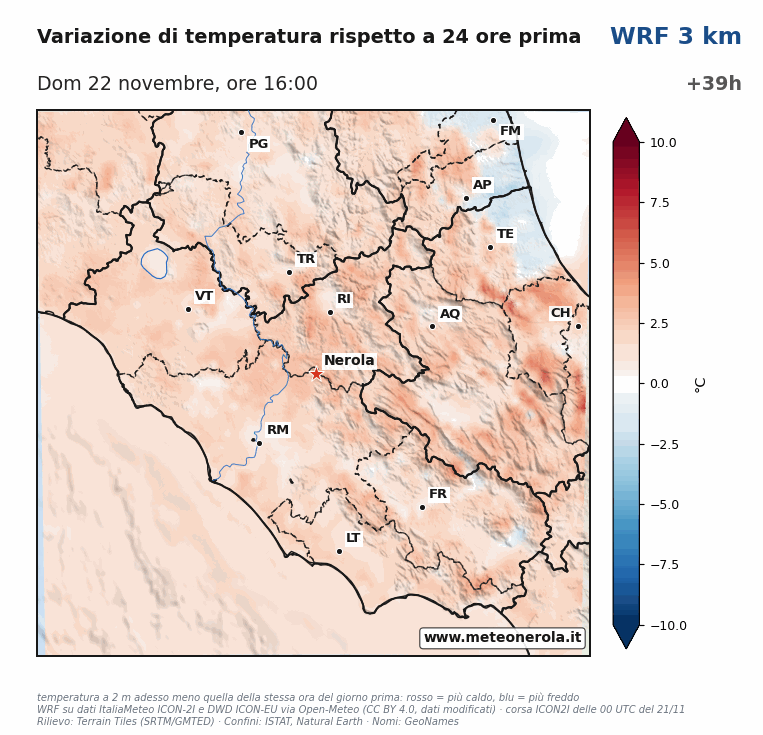 Variazione di temperatura rispetto a 24 ore prima WRF 3 km
Dom 22 novembre, ore 16:00 +39h
FM
PG
AP
TE
TR
VT
RI
AQ
CH
Nerola
RM
FR
LT
www.meteonerola.it
10.0
7.5
5.0
2.5
0.0
−2.5
−5.0
−7.5
−10.0
°C
temperatura a 2 m adesso meno quella della stessa ora del giorno prima: rosso = più caldo, blu = più freddo
WRF su dati ItaliaMeteo ICON-2I e DWD ICON-EU via Open-Meteo (CC BY 4.0, dati modificati) · corsa ICON2I delle 00 UTC del 21/11
Rilievo: Terrain Tiles (SRTM/GMTED) · Confini: ISTAT, Natural Earth · Nomi: GeoNames